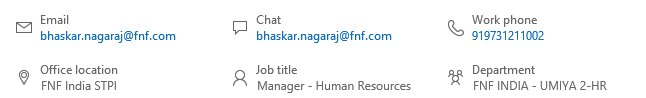 Email
bhaskar.nagaraj@fnf.com
Chat
bhaskar.nagaraj@fnf.com
Work phone
919731211002
Office location
FNF India STPI
Job title
Manager - Human Resources
Department
FNF INDIA - UMIYA 2-HR